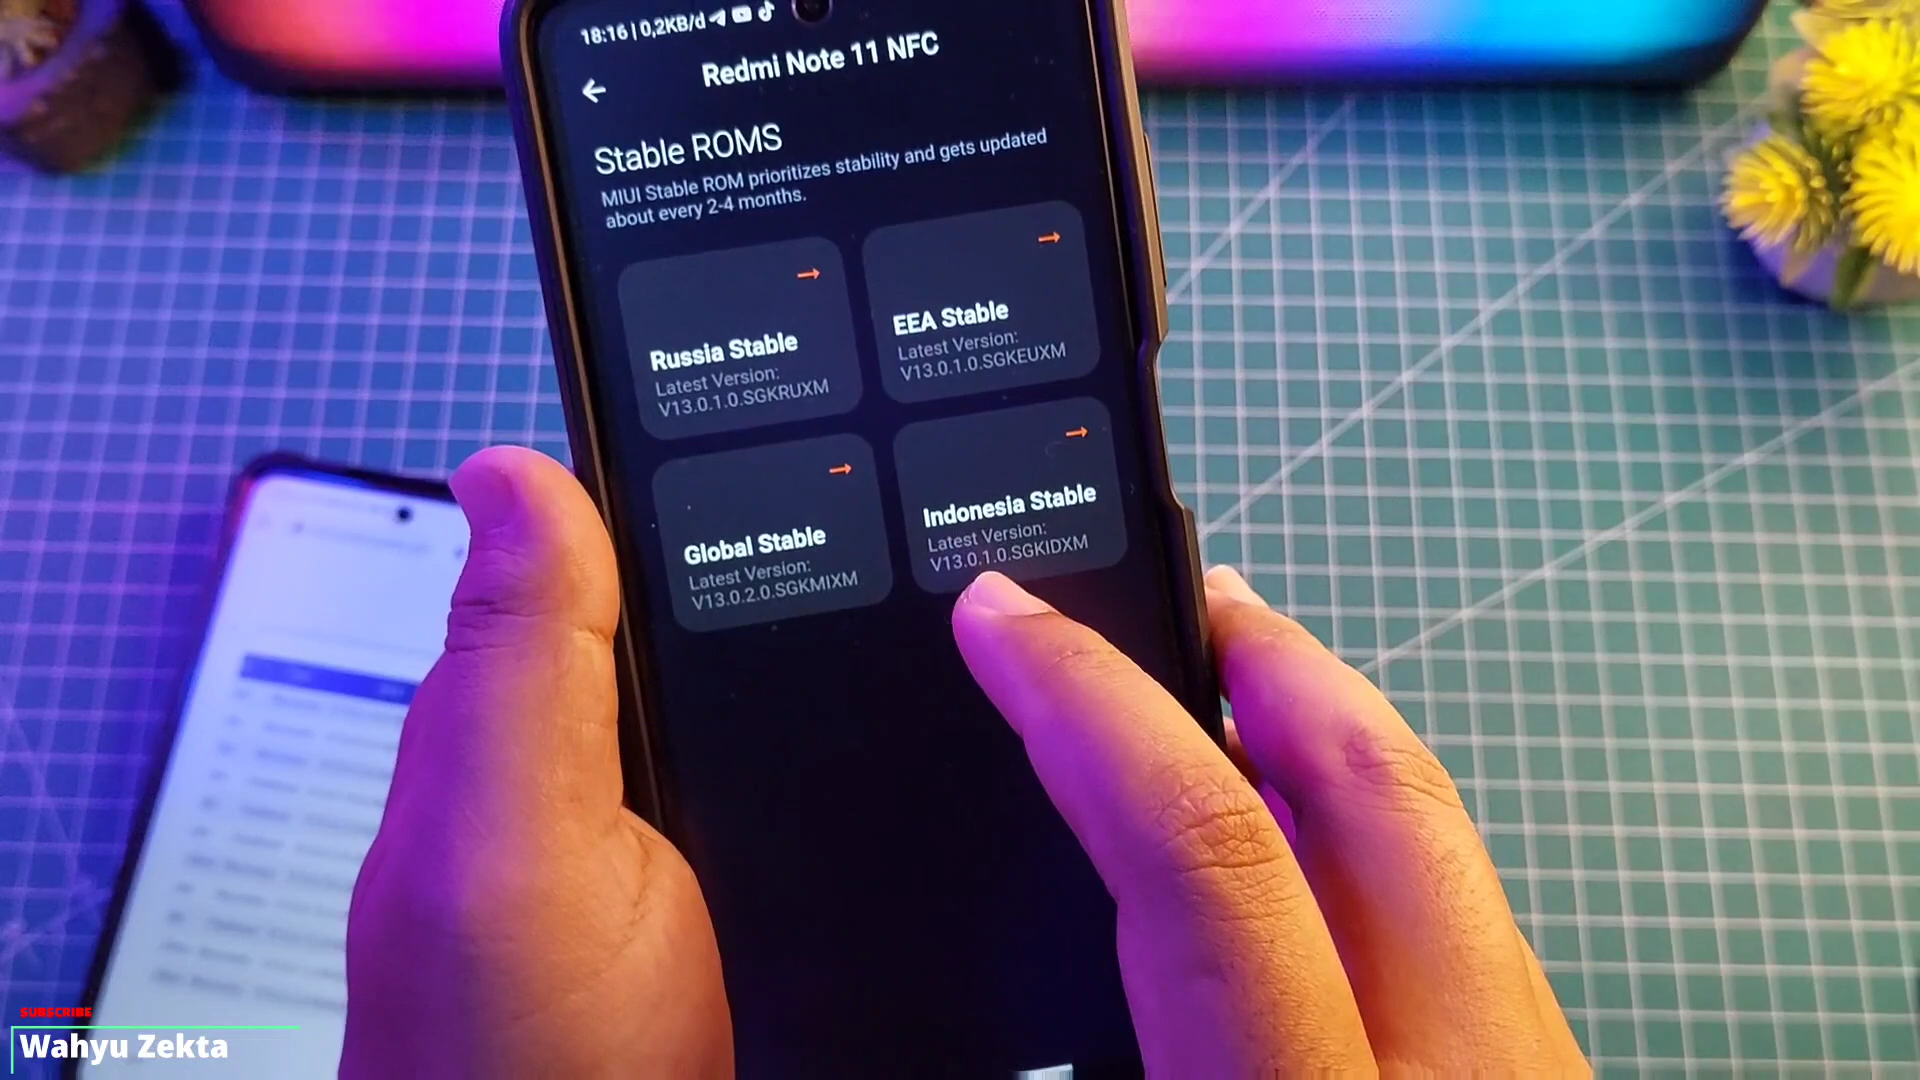 18:16 | 0,2KB/d
Redmi Note 11 NFC
Stable ROMS
MIUI Stable ROM prioritizes stability and gets updated
about every 2-4 months.
Russia Stable
Latest Version:
V13.0.1.0.SGKRUXM
EEA Stable
Latest Version:
V13.0.1.0.SGKEUXM
Global Stable
Latest Version:
V13.0.2.0.SGKMIXM
Indonesia Stable
Latest Version:
V13.0.1.0.SGKIDXM
SUBSCRIBE
Wahyu Zekta